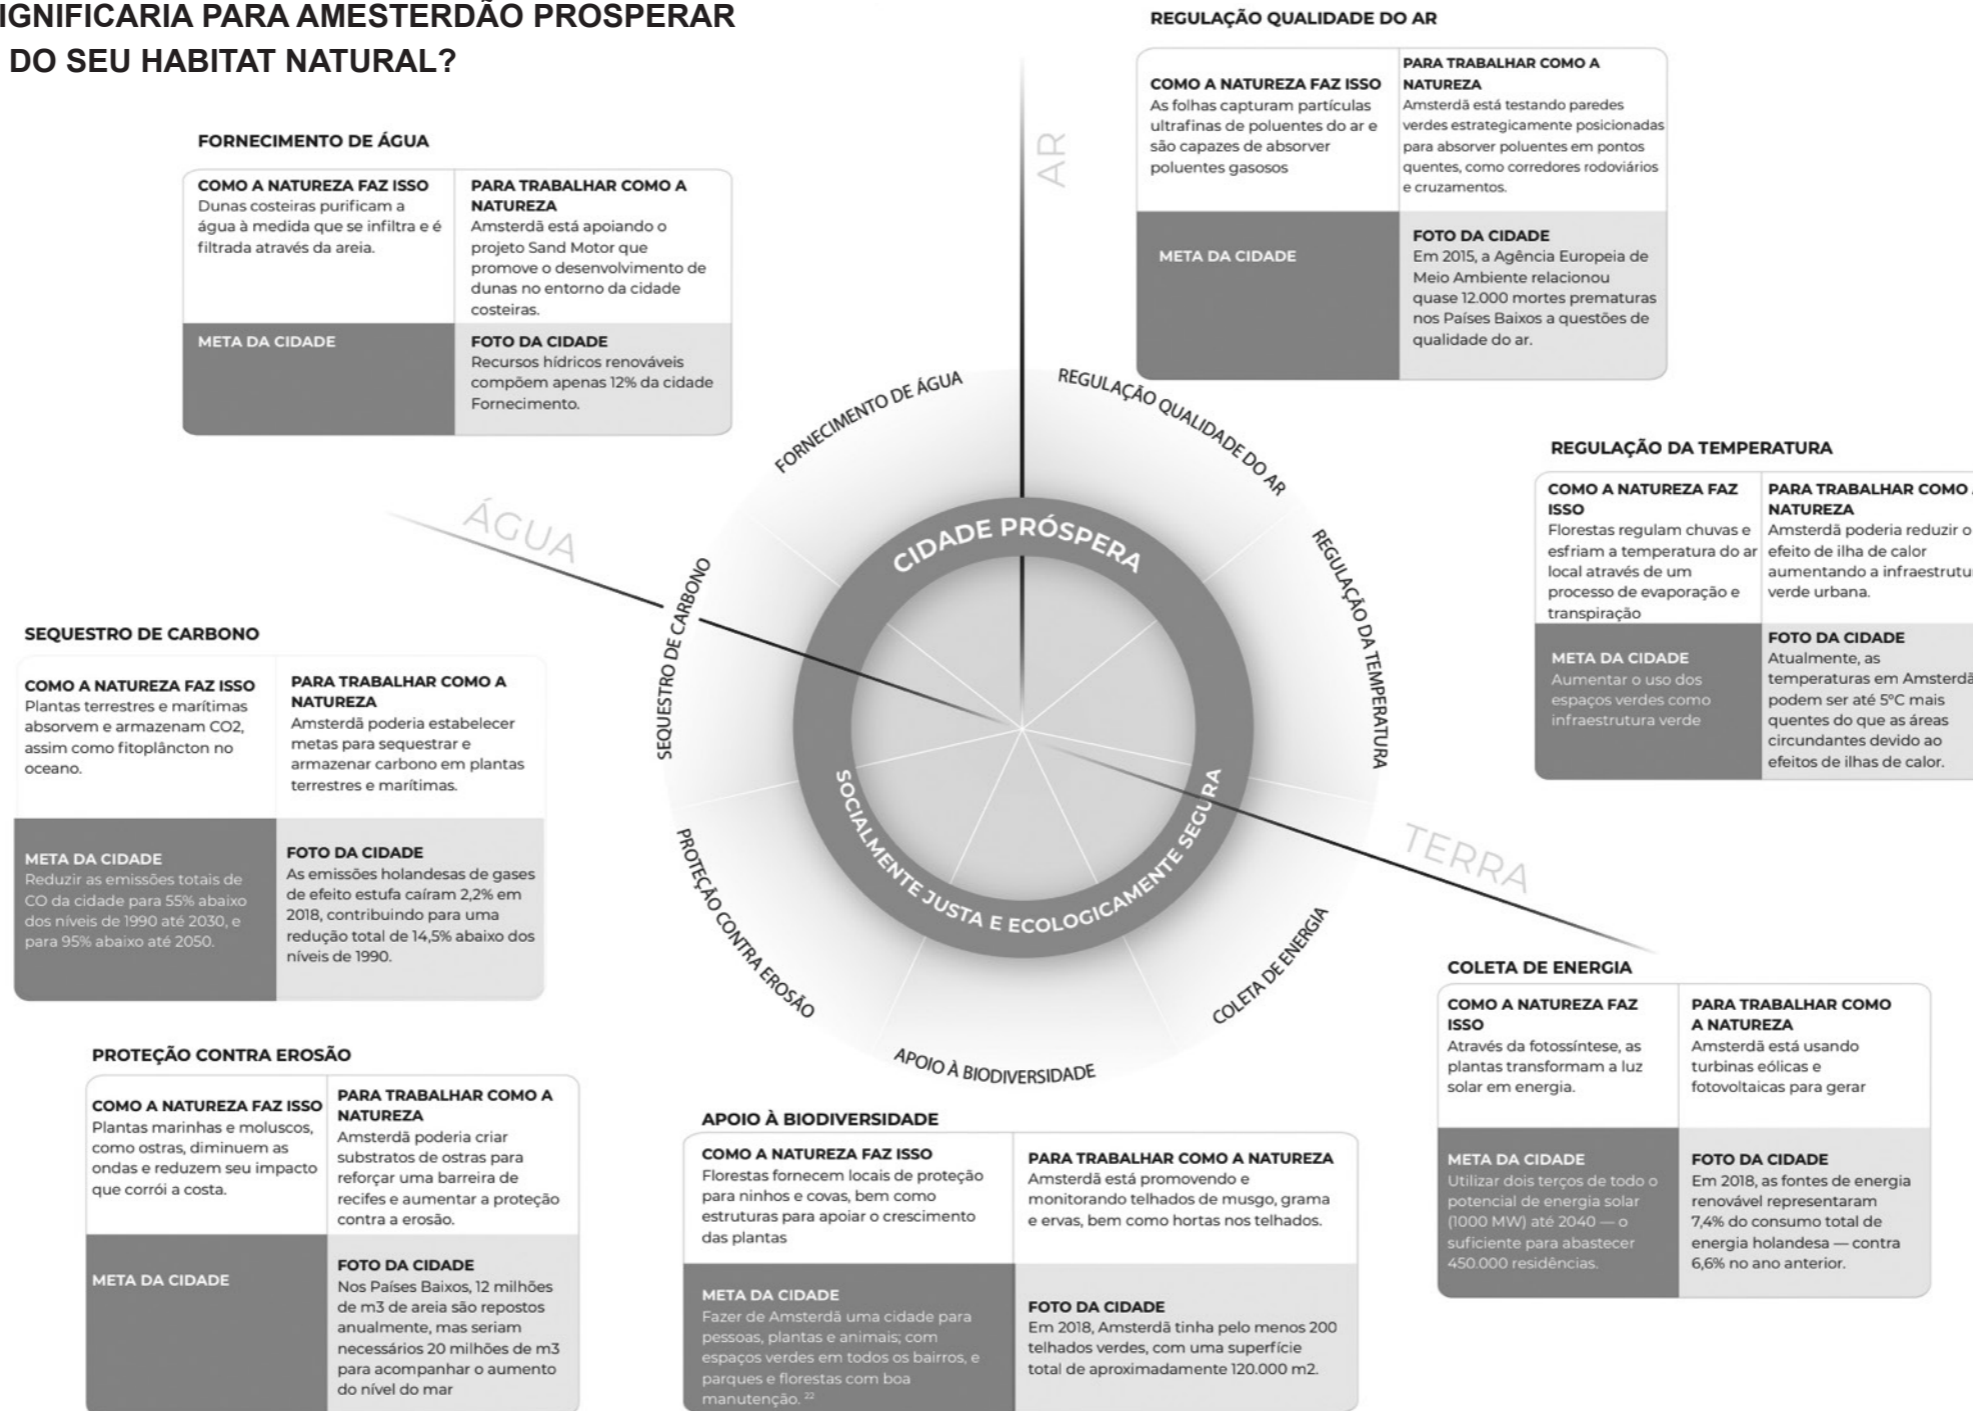 IGNIFICARIA PARA AMESTERDÃO PROSPERAR
DO SEU HABITAT NATURAL?
FORNECIMENTO DE ÁGUA
COMO A NATUREZA FAZ ISSO
Dunas costeiras purificam a
água à medida que se infiltra e é
filtrada através da areia.
PARA TRABALHAR COMO A
NATUREZA
Amsterdã está apoiando o
projeto Sand Motor que
promove o desenvolvimento de
dunas no entorno da cidade
costeiras.
META DA CIDADE
FOTO DA CIDADE
Recursos hídricos renováveis
compõem apenas 12% da cidade
Fornecimento.
REGULAÇÃO QUALIDADE DO AR
COMO A NATUREZA FAZ ISSO
As folhas capturam partículas
ultrafinas de poluentes do ar e
são capazes de absorver
poluentes gasosos
PARA TRABALHAR COMO A
NATUREZA
Amsterdã está testando paredes
verdes estrategicamente posicionadas
para absorver poluentes em pontos
quentes, como corredores rodoviários
e cruzamentos.
META DA CIDADE
FOTO DA CIDADE
Em 2015, a Agência Europeia de
Meio Ambiente relacionou
quase 12.000 mortes prematuras
nos Países Baixos a questões de
qualidade do ar.
REGULAÇÃO DA TEMPERATURA
COMO A NATUREZA FAZ
ISSO
Florestas regulam chuvas e
esfriam a temperatura do ar
local através de um
processo de evaporação e
transpiração
PARA TRABALHAR COMO
NATUREZA
Amsterdã poderia reduzir o
efeito de ilha de calor
aumentando a infraestrutu
verde urbana.
META DA CIDADE
Aumentar o uso dos
espaços verdes como
infraestrutura verde
FOTO DA CIDADE
Atualmente, as
temperaturas em Amsterdã
podem ser até 5°C mais
quentes do que as áreas
circundantes devido ao
efeitos de ilhas de calor.
AR
ÁGUA
TERRA
FORNECIMENTO DE ÁGUA
REGULAÇÃO QUALIDADE DO AR
REGULAÇÃO DA TEMPERATURA
COLETA DE ENERGIA
APOIO À BIODIVERSIDADE
PROTEÇÃO CONTRA EROSÃO
SEQUESTRO DE CARBONO
CIDADE PRÓSPERA
SOCIALMENTE JUSTA E ECOLOGICAMENTE SEGURA
SEQUESTRO DE CARBONO
COMO A NATUREZA FAZ ISSO
Plantas terrestres e marítimas
absorvem e armazenam CO2,
assim como fitoplâncton no
oceano.
PARA TRABALHAR COMO A
NATUREZA
Amsterdã poderia estabelecer
metas para sequestrar e
armazenar carbono em plantas
terrestres e marítimas.
META DA CIDADE
Reduzir as emissões totais de
CO da cidade para 55% abaixo
dos níveis de 1990 até 2030, e
para 95% abaixo até 2050.
FOTO DA CIDADE
As emissões holandesas de gases
de efeito estufa caíram 2,2% em
2018, contribuindo para uma
redução total de 14,5% abaixo dos
níveis de 1990.
PROTEÇÃO CONTRA EROSÃO
COMO A NATUREZA FAZ ISSO
Plantas marinhas e moluscos,
como ostras, diminuem as
ondas e reduzem seu impacto
que corrói a costa.
PARA TRABALHAR COMO A
NATUREZA
Amsterdã poderia criar
substratos de ostras para
reforçar uma barreira de
recifes e aumentar a proteção
contra a erosão.
META DA CIDADE
FOTO DA CIDADE
Nos Países Baixos, 12 milhões
de m3 de areia são repostos
anualmente, mas seriam
necessários 20 milhões de m3
para acompanhar o aumento
do nível do mar
APOIO À BIODIVERSIDADE
COMO A NATUREZA FAZ ISSO
Florestas fornecem locais de proteção
para ninhos e covas, bem como
estruturas para apoiar o crescimento
das plantas
PARA TRABALHAR COMO A NATUREZA
Amsterdã está promovendo e
monitorando telhados de musgo, grama
e ervas, bem como hortas nos telhados.
META DA CIDADE
Fazer de Amsterdã uma cidade para
pessoas, plantas e animais; com
espaços verdes em todos os bairros, e
parques e florestas com boa
manutenção. 22
FOTO DA CIDADE
Em 2018, Amsterdã tinha pelo menos 200
telhados verdes, com uma superfície
total de aproximadamente 120.000 m2.
COLETA DE ENERGIA
COMO A NATUREZA FAZ
ISSO
Através da fotossíntese, as
plantas transformam a luz
solar em energia.
PARA TRABALHAR COMO
A NATUREZA
Amsterdã está usando
turbinas eólicas e
fotovoltaicas para gerar
META DA CIDADE
Utilizar dois terços de todo o
potencial de energia solar
(1000 MW) até 2040 — o
suficiente para abastecer
450.000 residências.
FOTO DA CIDADE
Em 2018, as fontes de energia
renovável representaram
7,4% do consumo total de
energia holandesa — contra
6,6% no ano anterior.